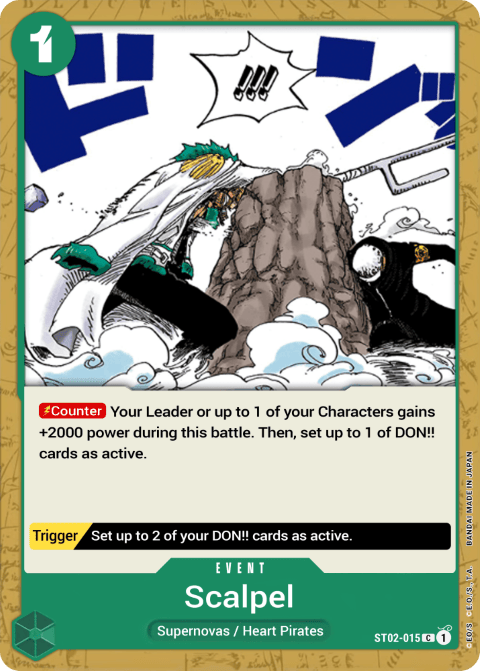 1
!!!
ドン
Counter Your Leader or up to 1 of your Characters gains
+2000 power during this battle. Then, set up to 1 of DON!!
cards as active.
Trigger Set up to 2 of your DON!! cards as active.
EVENT
Scalpel
Supernovas / Heart Pirates
ST02-015 C 1
©E.O./S. ©E.O./S., T.A. BANDAI MADE IN JAPAN